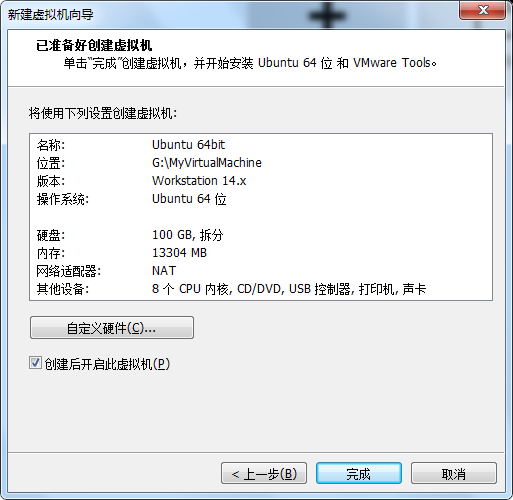 新建虚拟机向导
已准备好创建虚拟机
单击“完成”创建虚拟机，并开始安装 Ubuntu 64 位 和 VMware Tools。
将使用下列设置创建虚拟机:
名称: Ubuntu 64bit
位置: G:\MyVirtualMachine
版本: Workstation 14.x
操作系统: Ubuntu 64 位
硬盘: 100 GB, 拆分
内存: 13304 MB
网络适配器: NAT
其他设备: 8 个 CPU 内核, CD/DVD, USB 控制器, 打印机, 声卡
自定义硬件(C)...
创建后开启此虚拟机(P)
< 上一步(B) 完成 取消